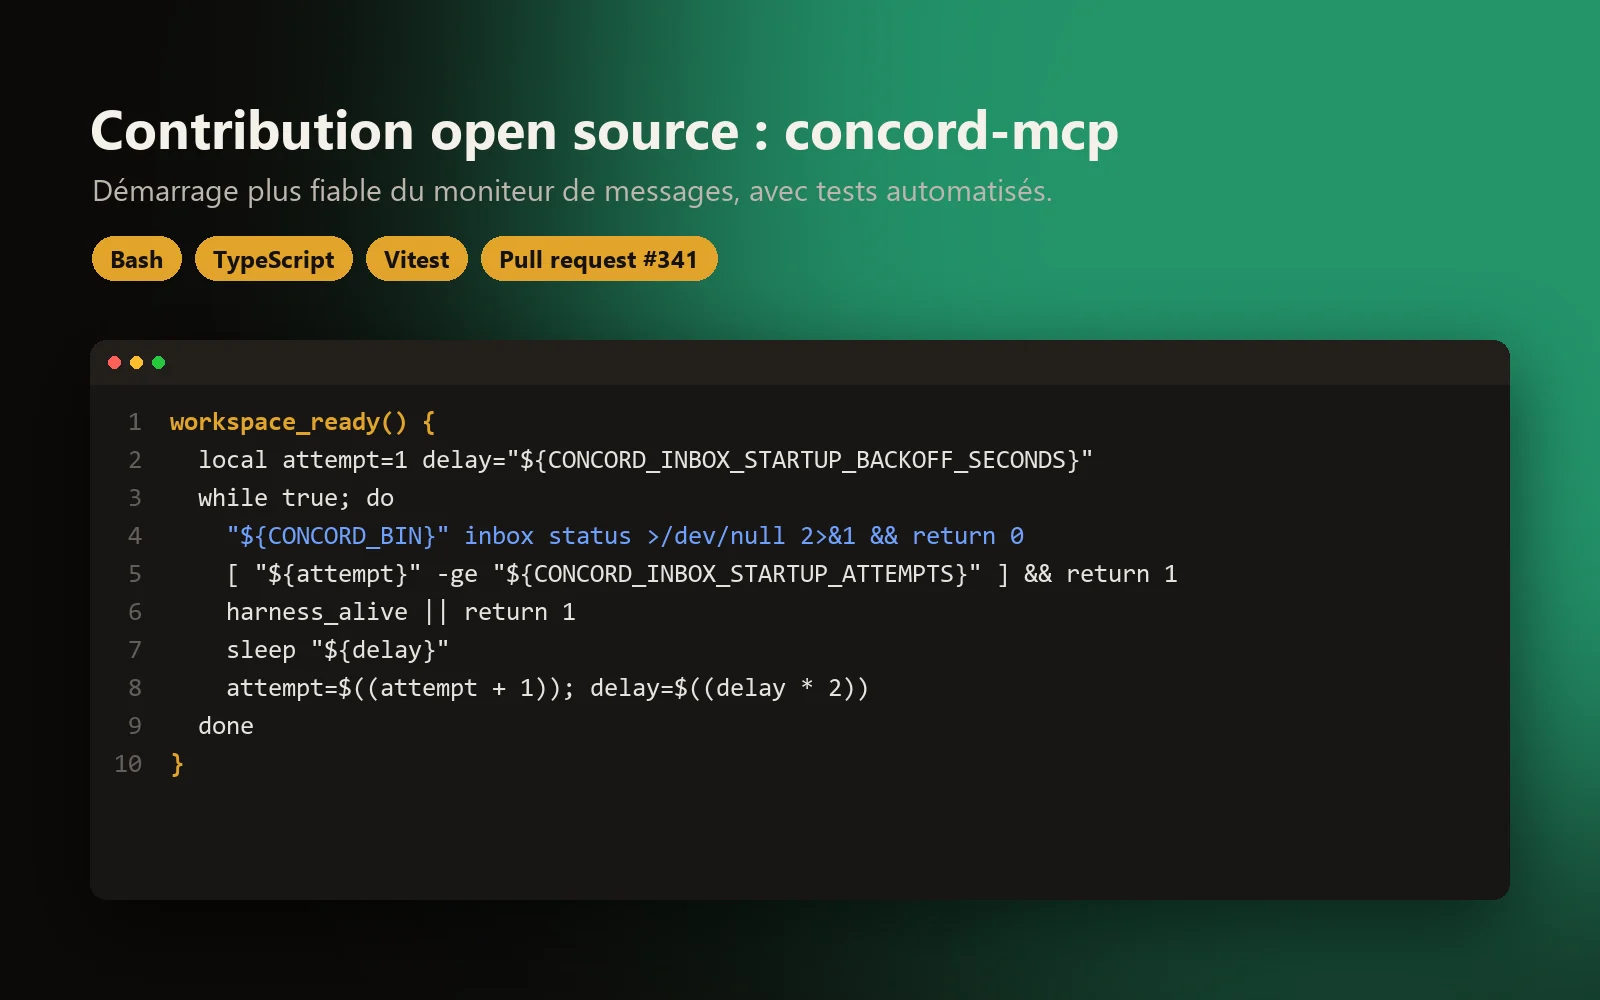 Contribution open source : concord-mcp
Démarrage plus fiable du moniteur de messages, avec tests automatisés.
Bash TypeScript Vitest Pull request #341
1 workspace_ready() {
2   local attempt=1 delay="${CONCORD_INBOX_STARTUP_BACKOFF_SECONDS}"
3   while true; do
4     "${CONCORD_BIN}" inbox status >/dev/null 2>&1 && return 0
5     [ "${attempt}" -ge "${CONCORD_INBOX_STARTUP_ATTEMPTS}" ] && return 1
6     harness_alive || return 1
7     sleep "${delay}"
8     attempt=$((attempt + 1)); delay=$((delay * 2))
9   done
10 }